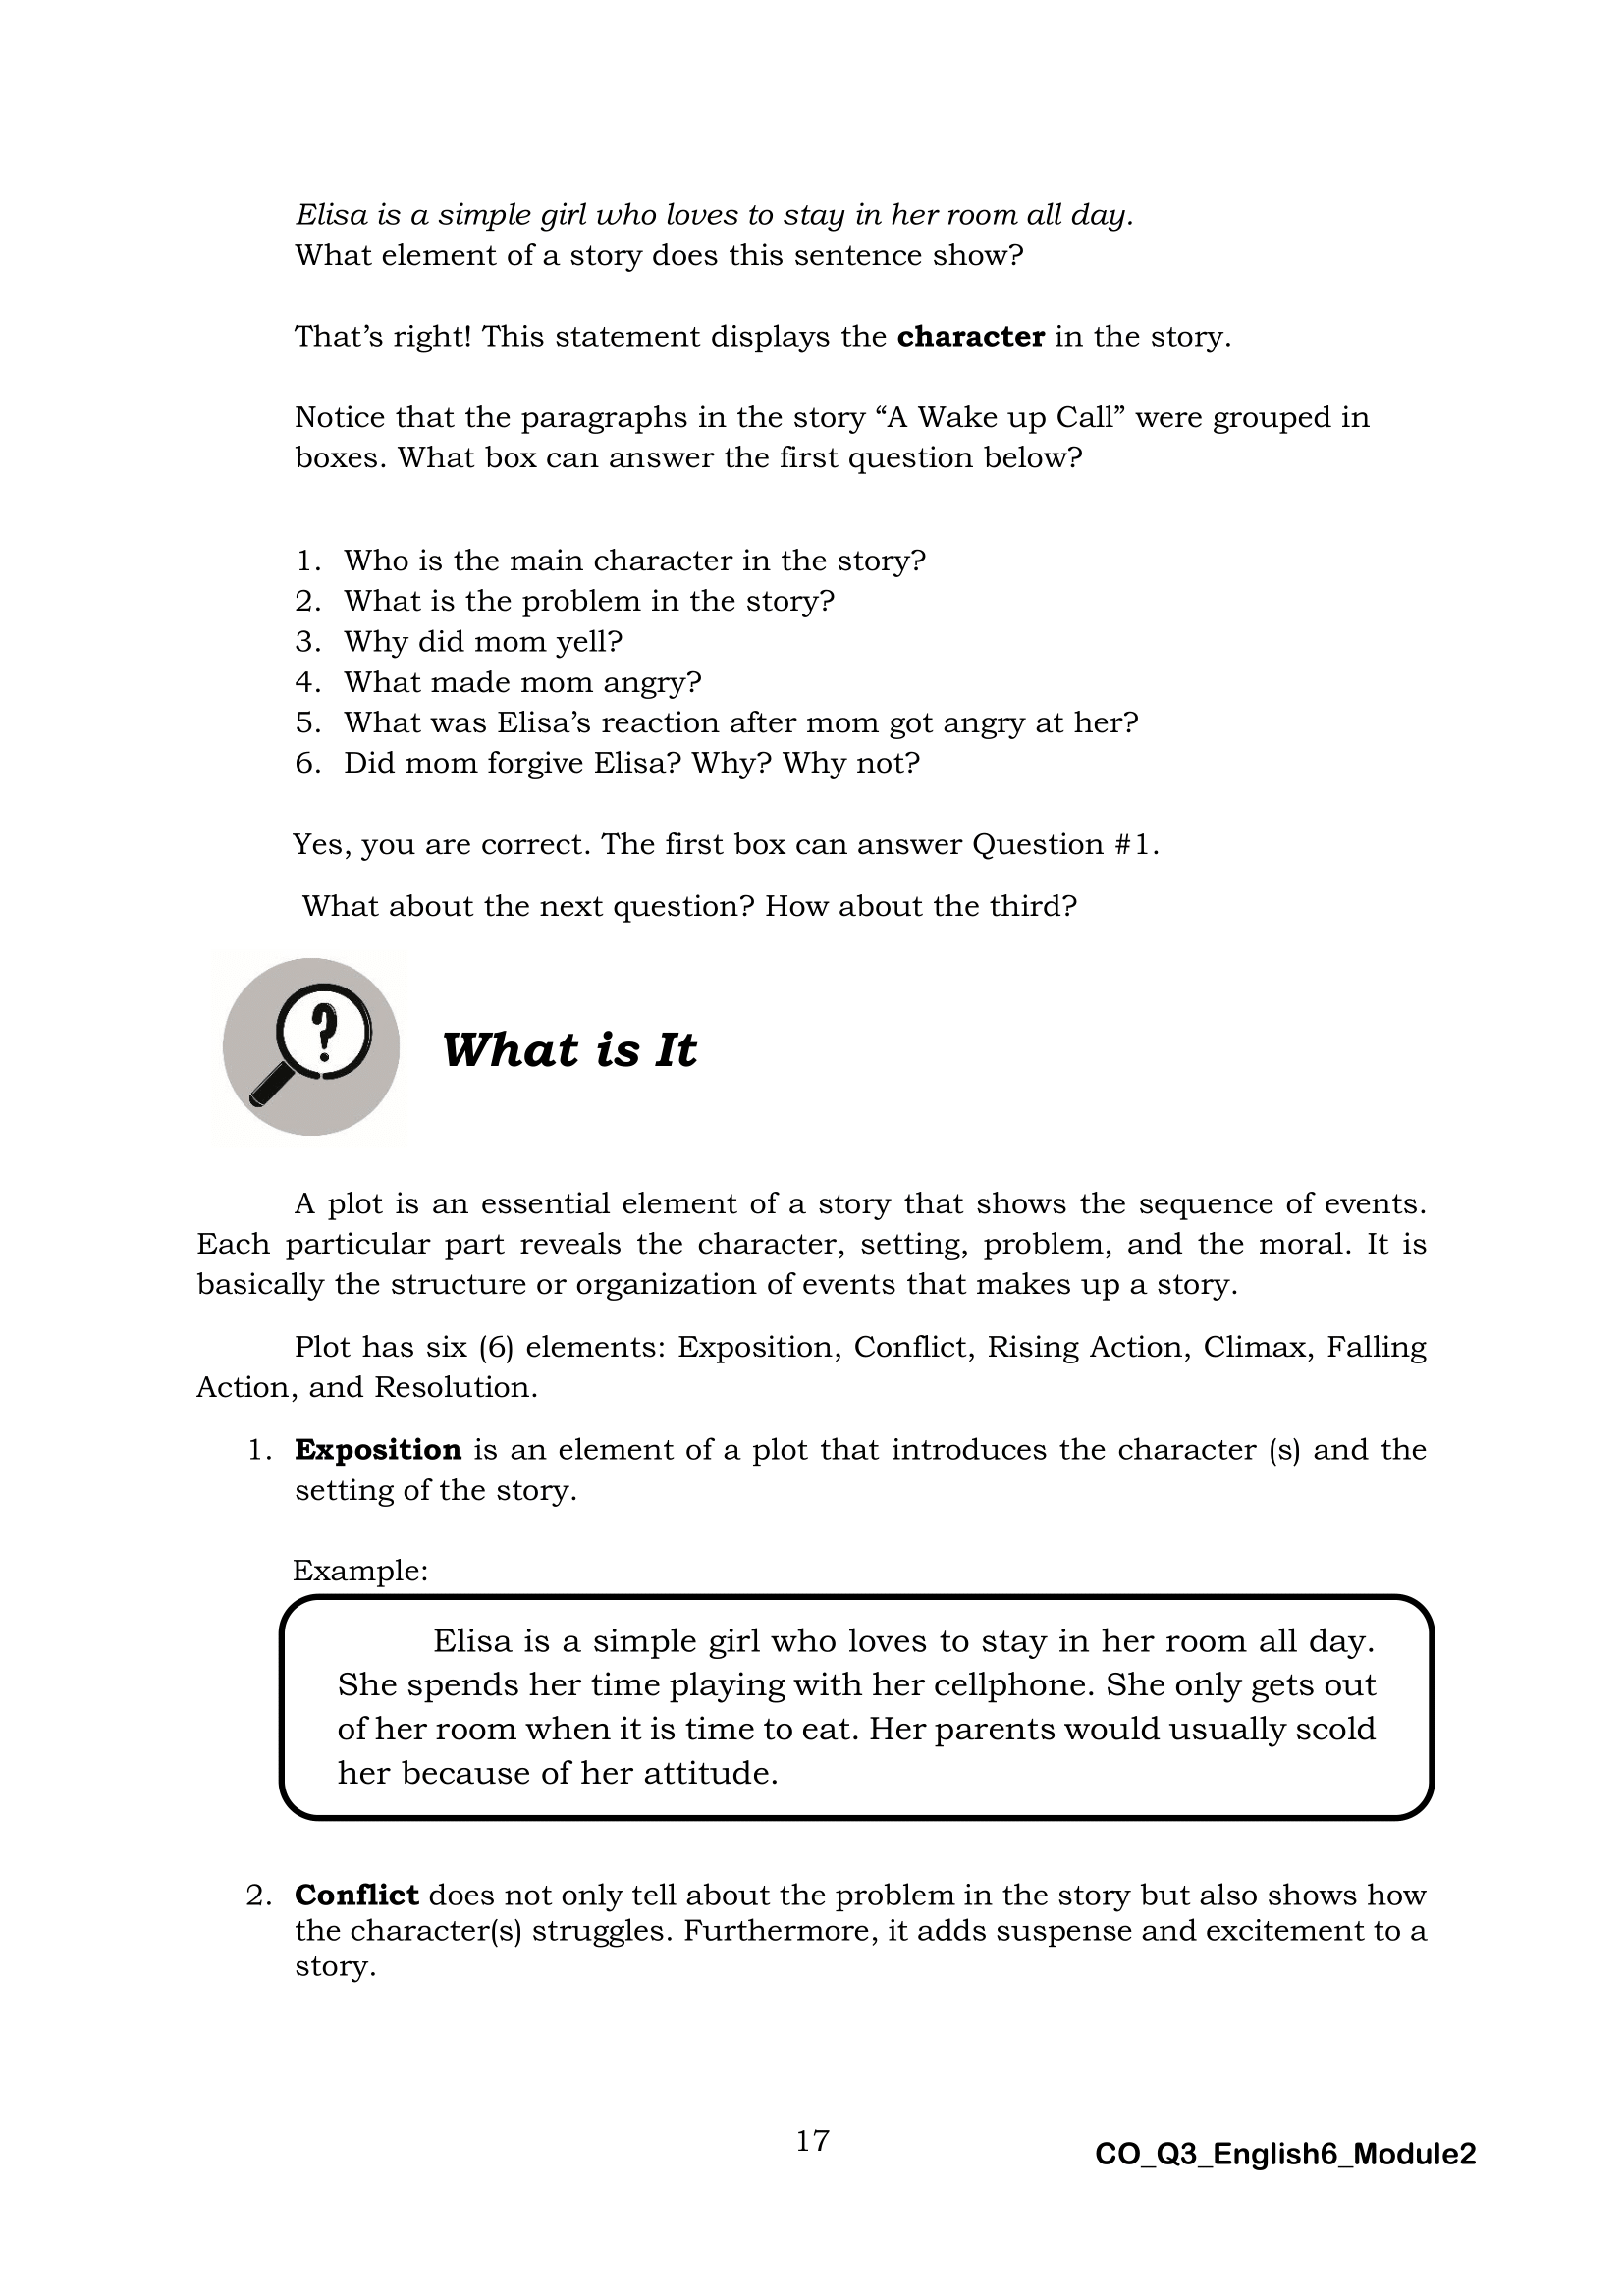 Elisa is a simple girl who loves to stay in her room all day.
What element of a story does this sentence show?
That’s right! This statement displays the character in the story.
Notice that the paragraphs in the story “A Wake up Call” were grouped in
boxes. What box can answer the first question below?
1. Who is the main character in the story?
2. What is the problem in the story?
3. Why did mom yell?
4. What made mom angry?
5. What was Elisa’s reaction after mom got angry at her?
6. Did mom forgive Elisa? Why? Why not?
Yes, you are correct. The first box can answer Question #1.
What about the next question? How about the third?
?
What is It
A plot is an essential element of a story that shows the sequence of events.
Each particular part reveals the character, setting, problem, and the moral. It is
basically the structure or organization of events that makes up a story.
Plot has six (6) elements: Exposition, Conflict, Rising Action, Climax, Falling
Action, and Resolution.
1. Exposition is an element of a plot that introduces the character (s) and the
setting of the story.
Example:
Elisa is a simple girl who loves to stay in her room all day.
She spends her time playing with her cellphone. She only gets out
of her room when it is time to eat. Her parents would usually scold
her because of her attitude.
2. Conflict does not only tell about the problem in the story but also shows how
the character(s) struggles. Furthermore, it adds suspense and excitement to a
story.
17
CO_Q3_English6_Module2